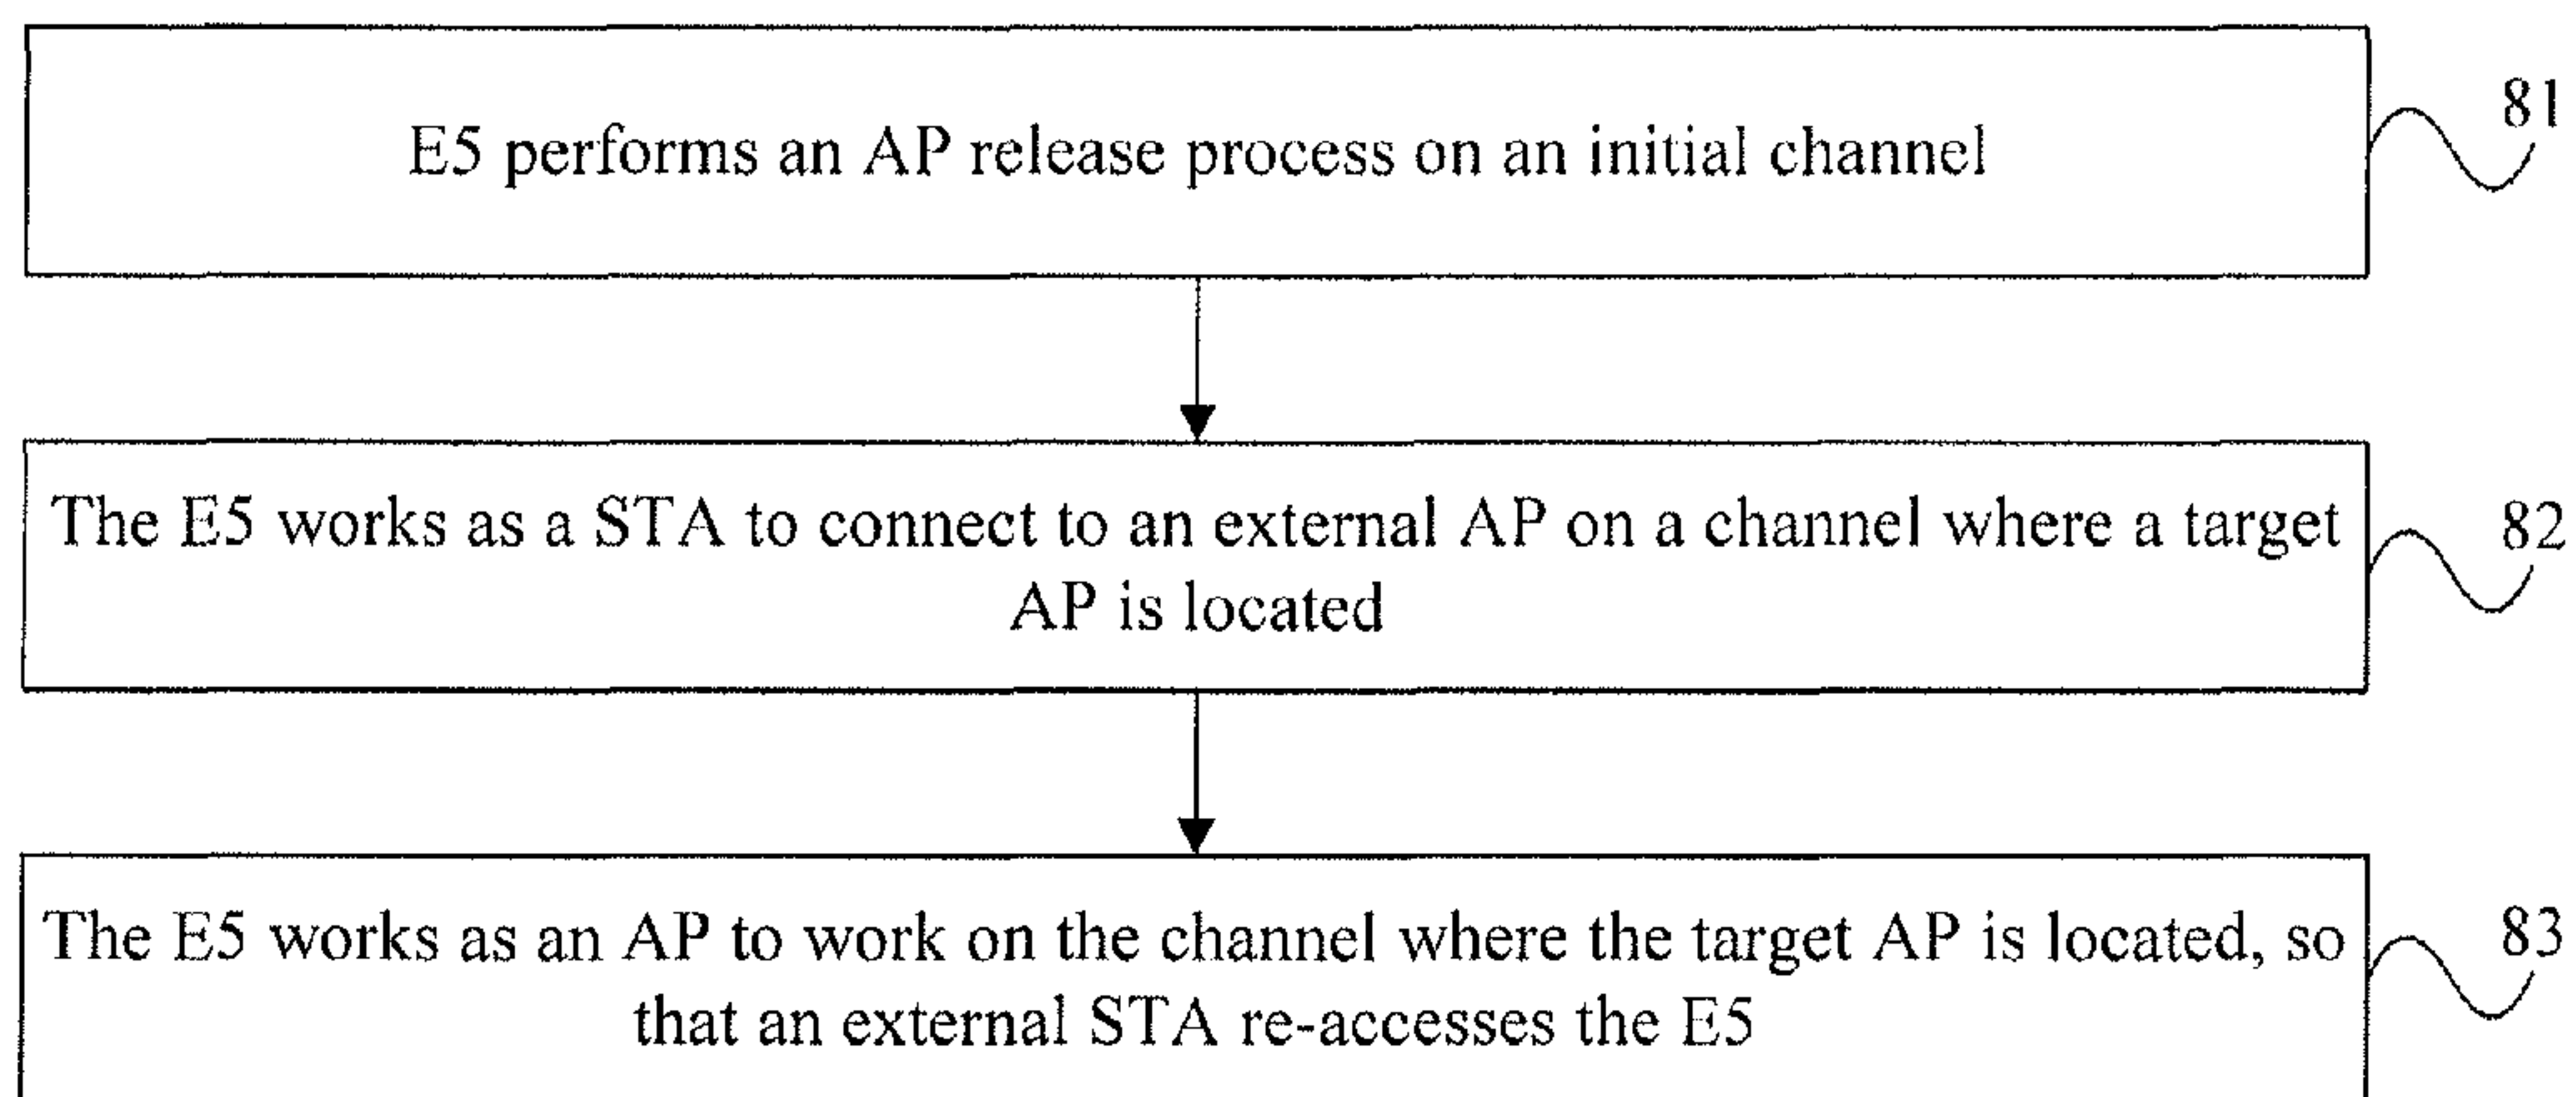 E5 performs an AP release process on an initial channel
81
The E5 works as a STA to connect to an external AP on a channel where a target
AP is located
82
The E5 works as an AP to work on the channel where the target AP is located, so
that an external STA re-accesses the E5
83